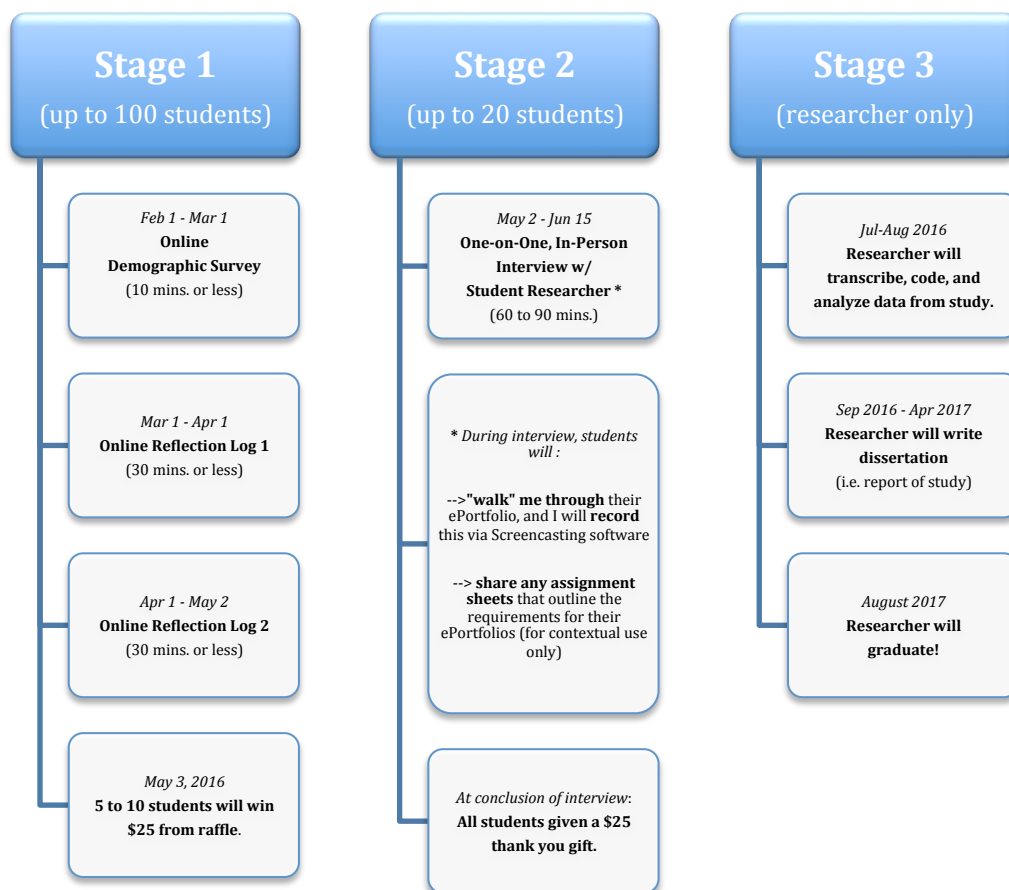 Stage 1
(up to 100 students)
Feb 1 - Mar 1
Online
Demographic Survey
(10 mins. or less)
Mar 1 - Apr 1
Online Reflection Log 1
(30 mins. or less)
Apr 1 - May 2
Online Reflection Log 2
(30 mins. or less)
May 3, 2016
5 to 10 students will win
$25 from raffle.
Stage 2
(up to 20 students)
May 2 - Jun 15
One-on-One, In-Person
Interview w/
Student Researcher *
(60 to 90 mins.)
* During interview, students
will :
-->"walk" me through their
ePortfolio, and I will record
this via Screencasting software
--> share any assignment
sheets that outline the
requirements for their
ePortfolios (for contextual use
only)
At conclusion of interview:
All students given a $25
thank you gift.
Stage 3
(researcher only)
Jul-Aug 2016
Researcher will
transcribe, code, and
analyze data from study.
Sep 2016 - Apr 2017
Researcher will write
dissertation
(i.e. report of study)
August 2017
Researcher will
graduate!